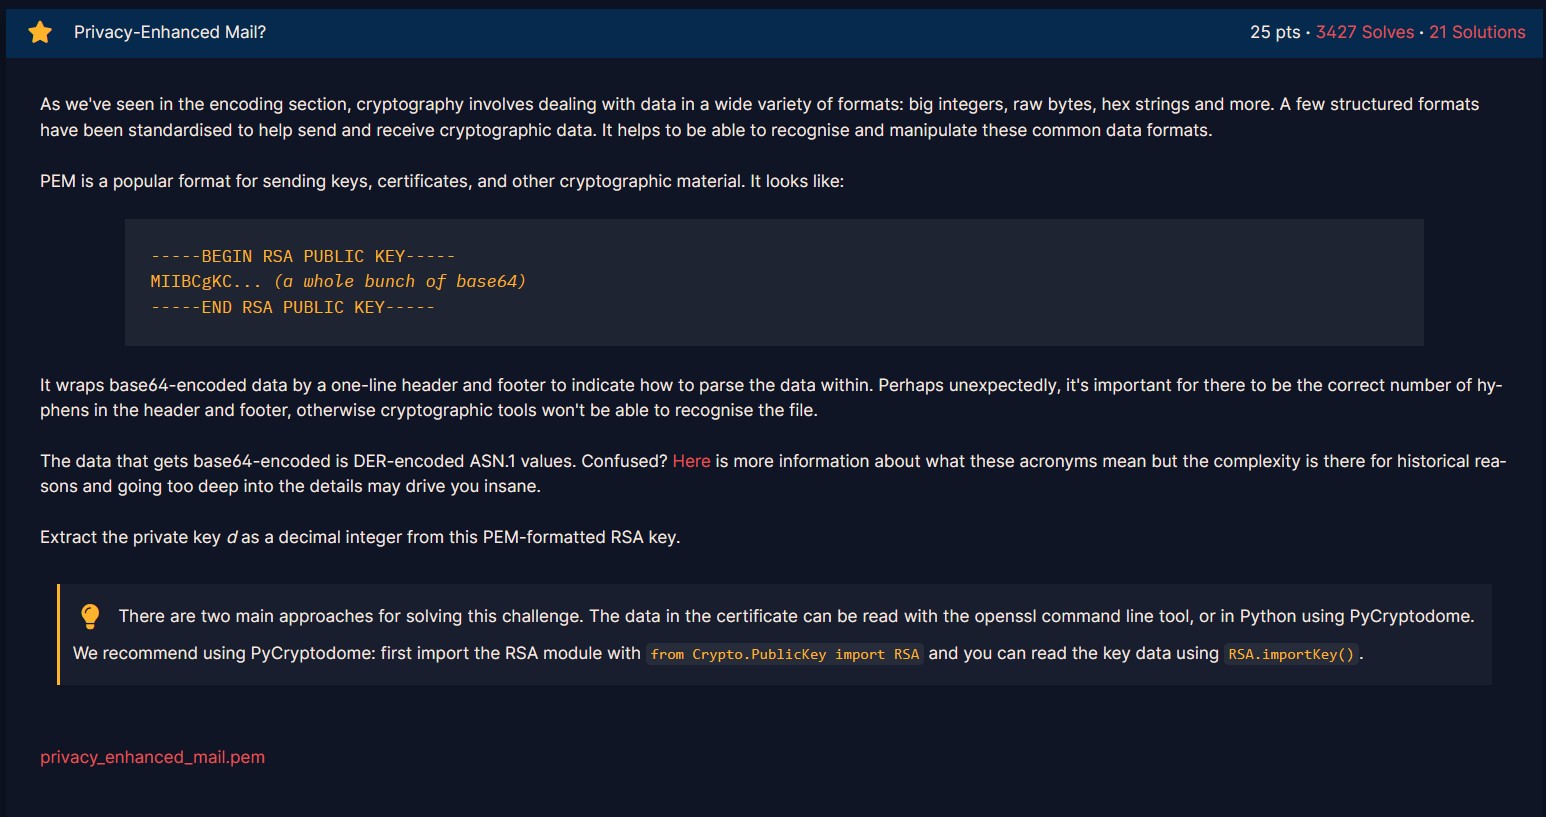 Privacy-Enhanced Mail?
25 pts · 3427 Solves · 21 Solutions
As we've seen in the encoding section, cryptography involves dealing with data in a wide variety of formats: big integers, raw bytes, hex strings and more. A few structured formats
have been standardised to help send and receive cryptographic data. It helps to be able to recognise and manipulate these common data formats.
PEM is a popular format for sending keys, certificates, and other cryptographic material. It looks like:
-----BEGIN RSA PUBLIC KEY-----
MIIBCgKC... (a whole bunch of base64)
-----END RSA PUBLIC KEY-----
It wraps base64-encoded data by a one-line header and footer to indicate how to parse the data within. Perhaps unexpectedly, it's important for there to be the correct number of hy-
phens in the header and footer, otherwise cryptographic tools won't be able to recognise the file.
The data that gets base64-encoded is DER-encoded ASN.1 values. Confused? Here is more information about what these acronyms mean but the complexity is there for historical rea-
sons and going too deep into the details may drive you insane.
Extract the private key d as a decimal integer from this PEM-formatted RSA key.
There are two main approaches for solving this challenge. The data in the certificate can be read with the openssl command line tool, or in Python using PyCryptodome.
We recommend using PyCryptodome: first import the RSA module with from Crypto.PublicKey import RSA and you can read the key data using RSA.importKey().
privacy_enhanced_mail.pem